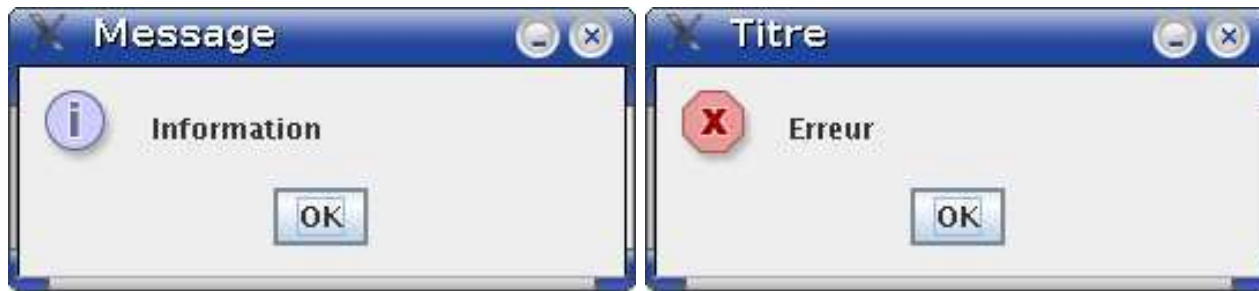 Message
Information
OK
Titre
Erreur
OK